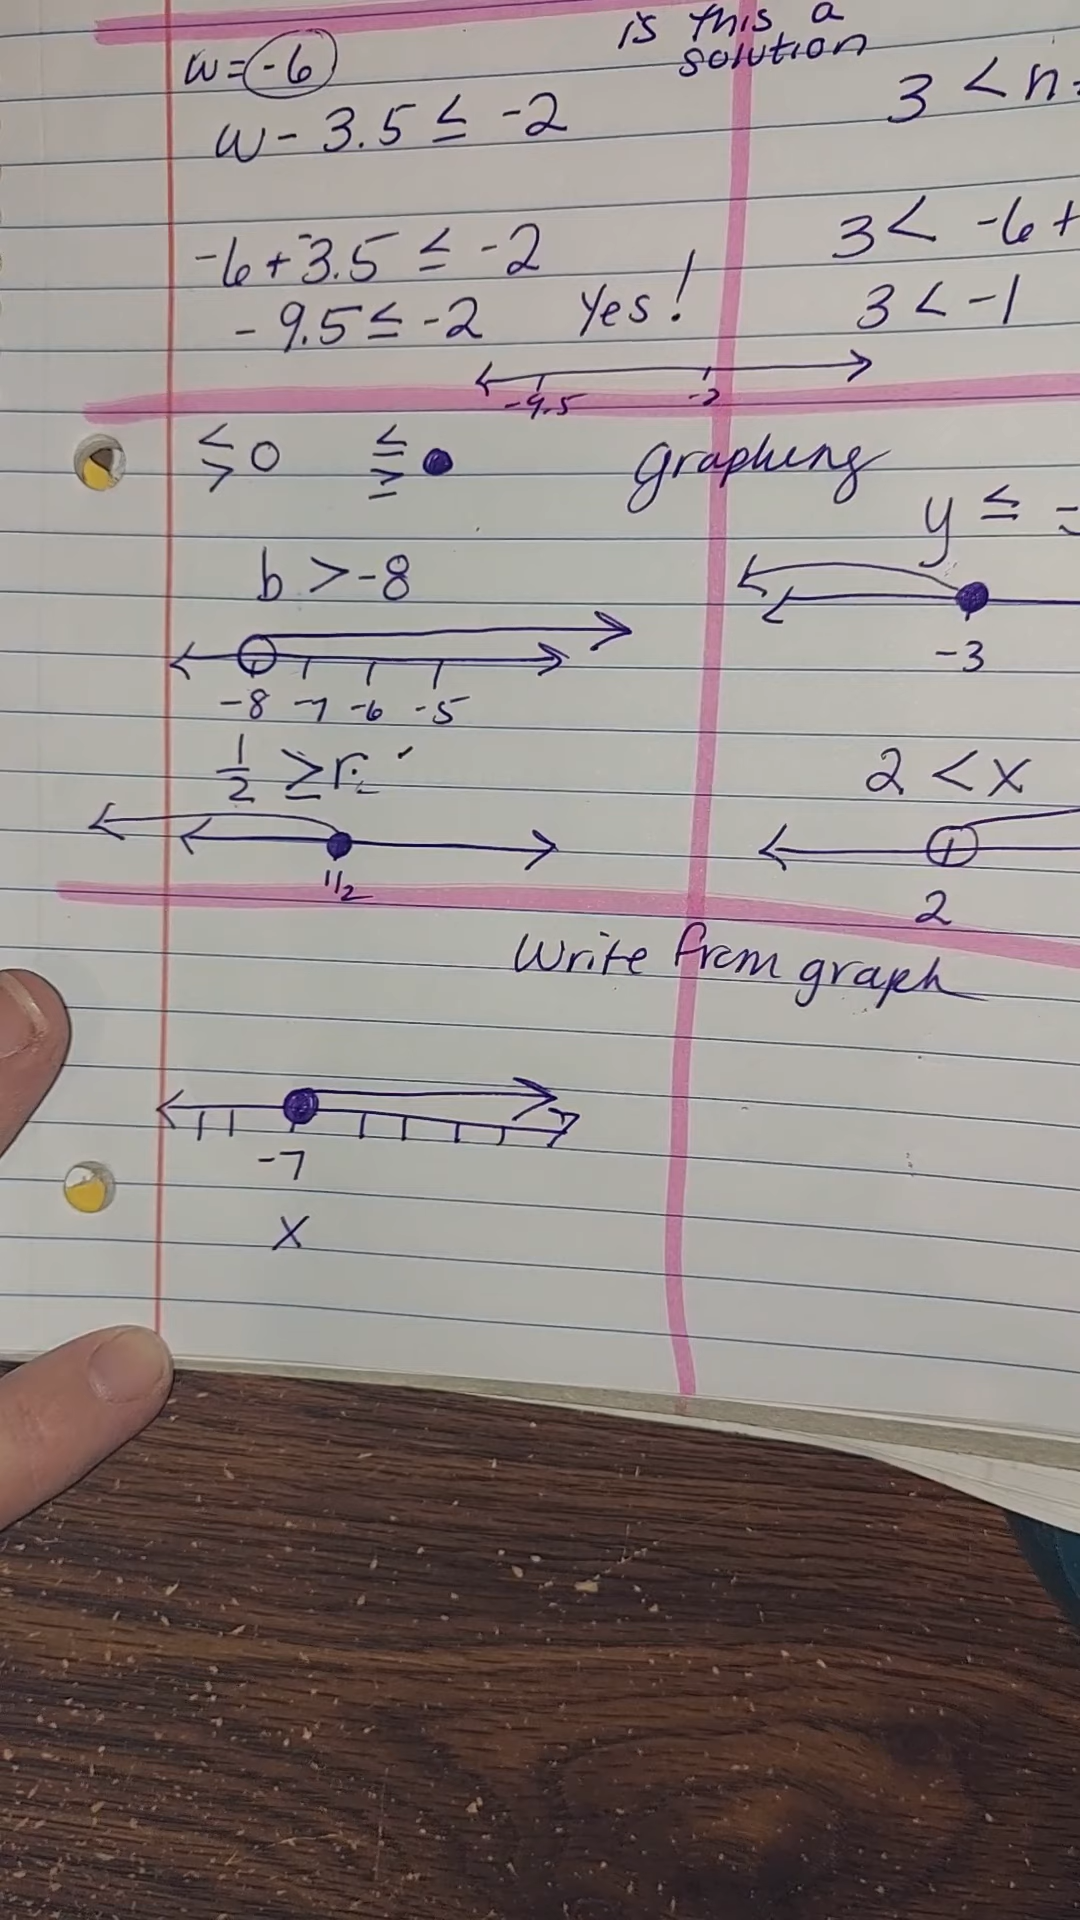 is this a
solution
w = -6
w - 3.5 ≤ -2
3 < n
-6 + -3.5 ≤ -2
3 < -6 +
-9.5 ≤ -2 Yes!
3 < -1
-9.5 -2
< > O ≤ ≥ ●
graphing
y ≤ -
b > -8
-3
-8 -7 -6 -5
1/2 ≥ r
2 < x
1/2
2
Write from graph
-7
x